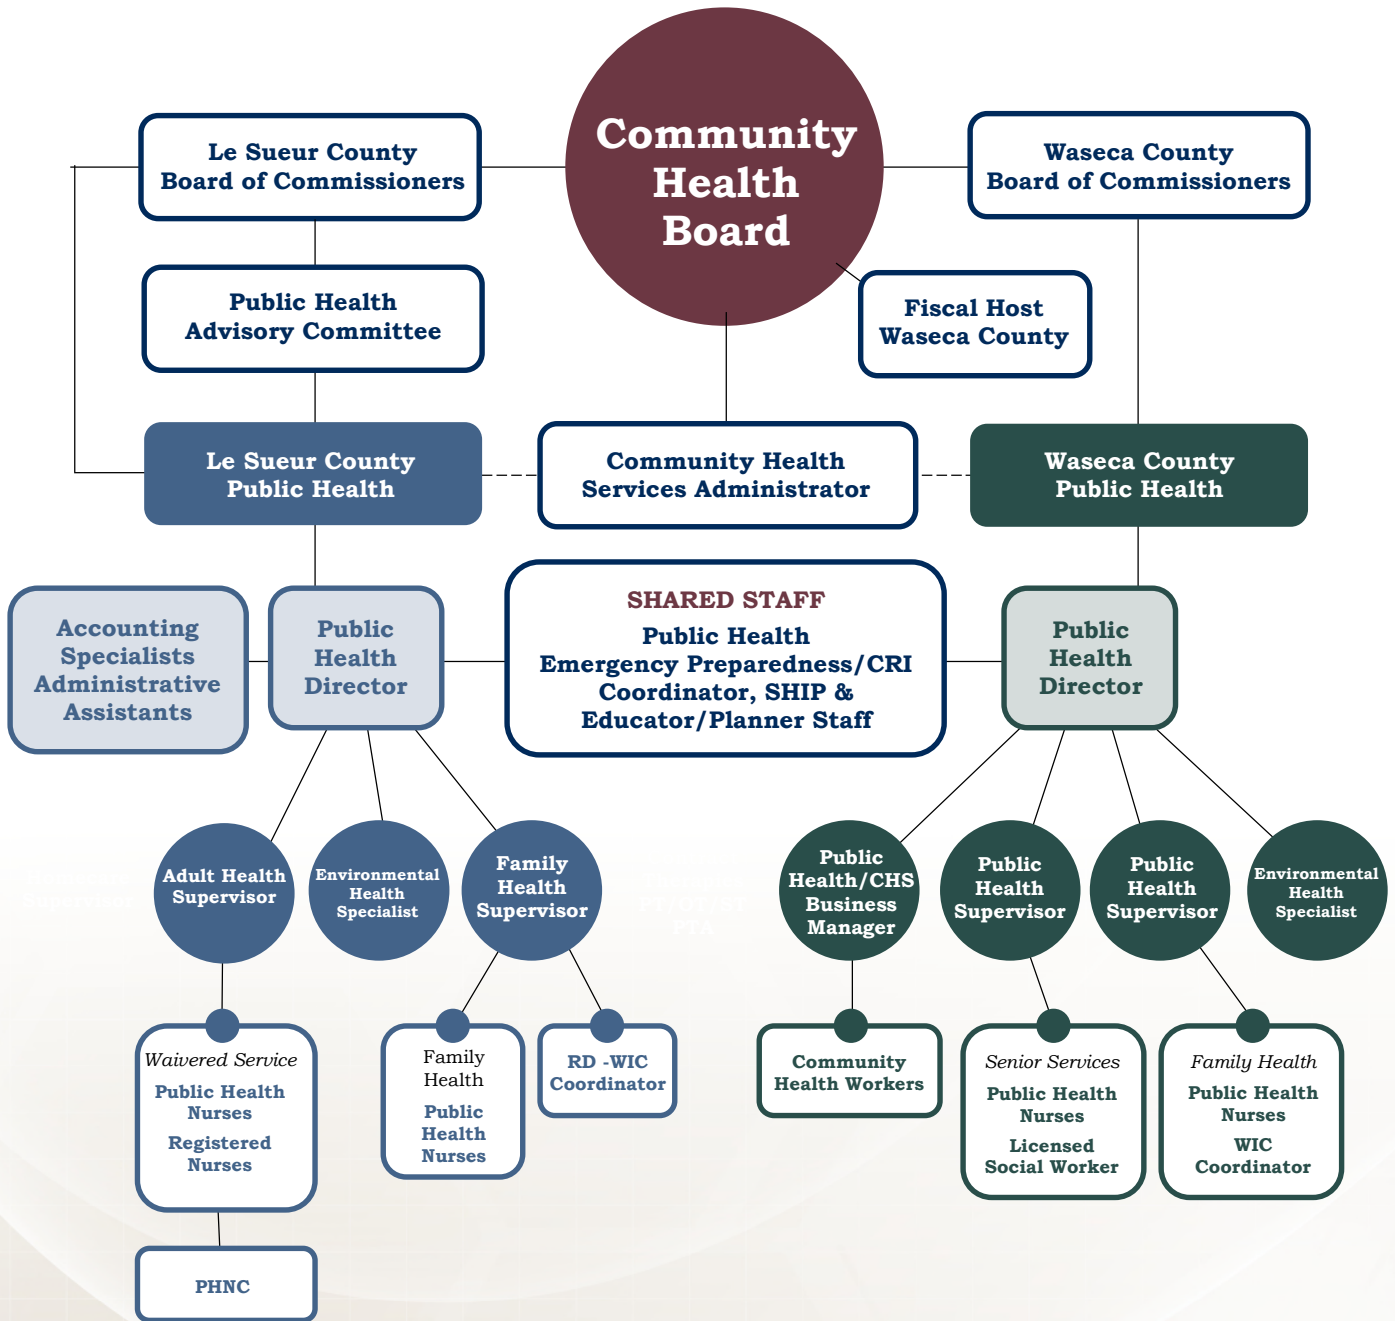 Community
Health
Board
Le Sueur County
Board of Commissioners
Waseca County
Board of Commissioners
Public Health
Advisory Committee
Fiscal Host
Waseca County
Le Sueur County
Public Health
Community Health
Services Administrator
Waseca County
Public Health
Accounting
Specialists
Administrative
Assistants
Public
Health
Director
SHARED STAFF
Public Health
Emergency Preparedness/CRI
Coordinator, SHIP &
Educator/Planner Staff
Public
Health
Director
Adult Health
Supervisor
Environmental
Health
Specialist
Family
Health
Supervisor
PTA
Public
Health/CHS
Business
Manager
Public
Health
Supervisor
Public
Health
Supervisor
Environmental
Health
Specialist
Waivered Service
Public Health
Nurses
Registered
Nurses
Family
Health
Public
Health
Nurses
RD -WIC
Coordinator
Community
Health Workers
Senior Services
Public Health
Nurses
Licensed
Social Worker
Family Health
Public Health
Nurses
WIC
Coordinator
PHNC